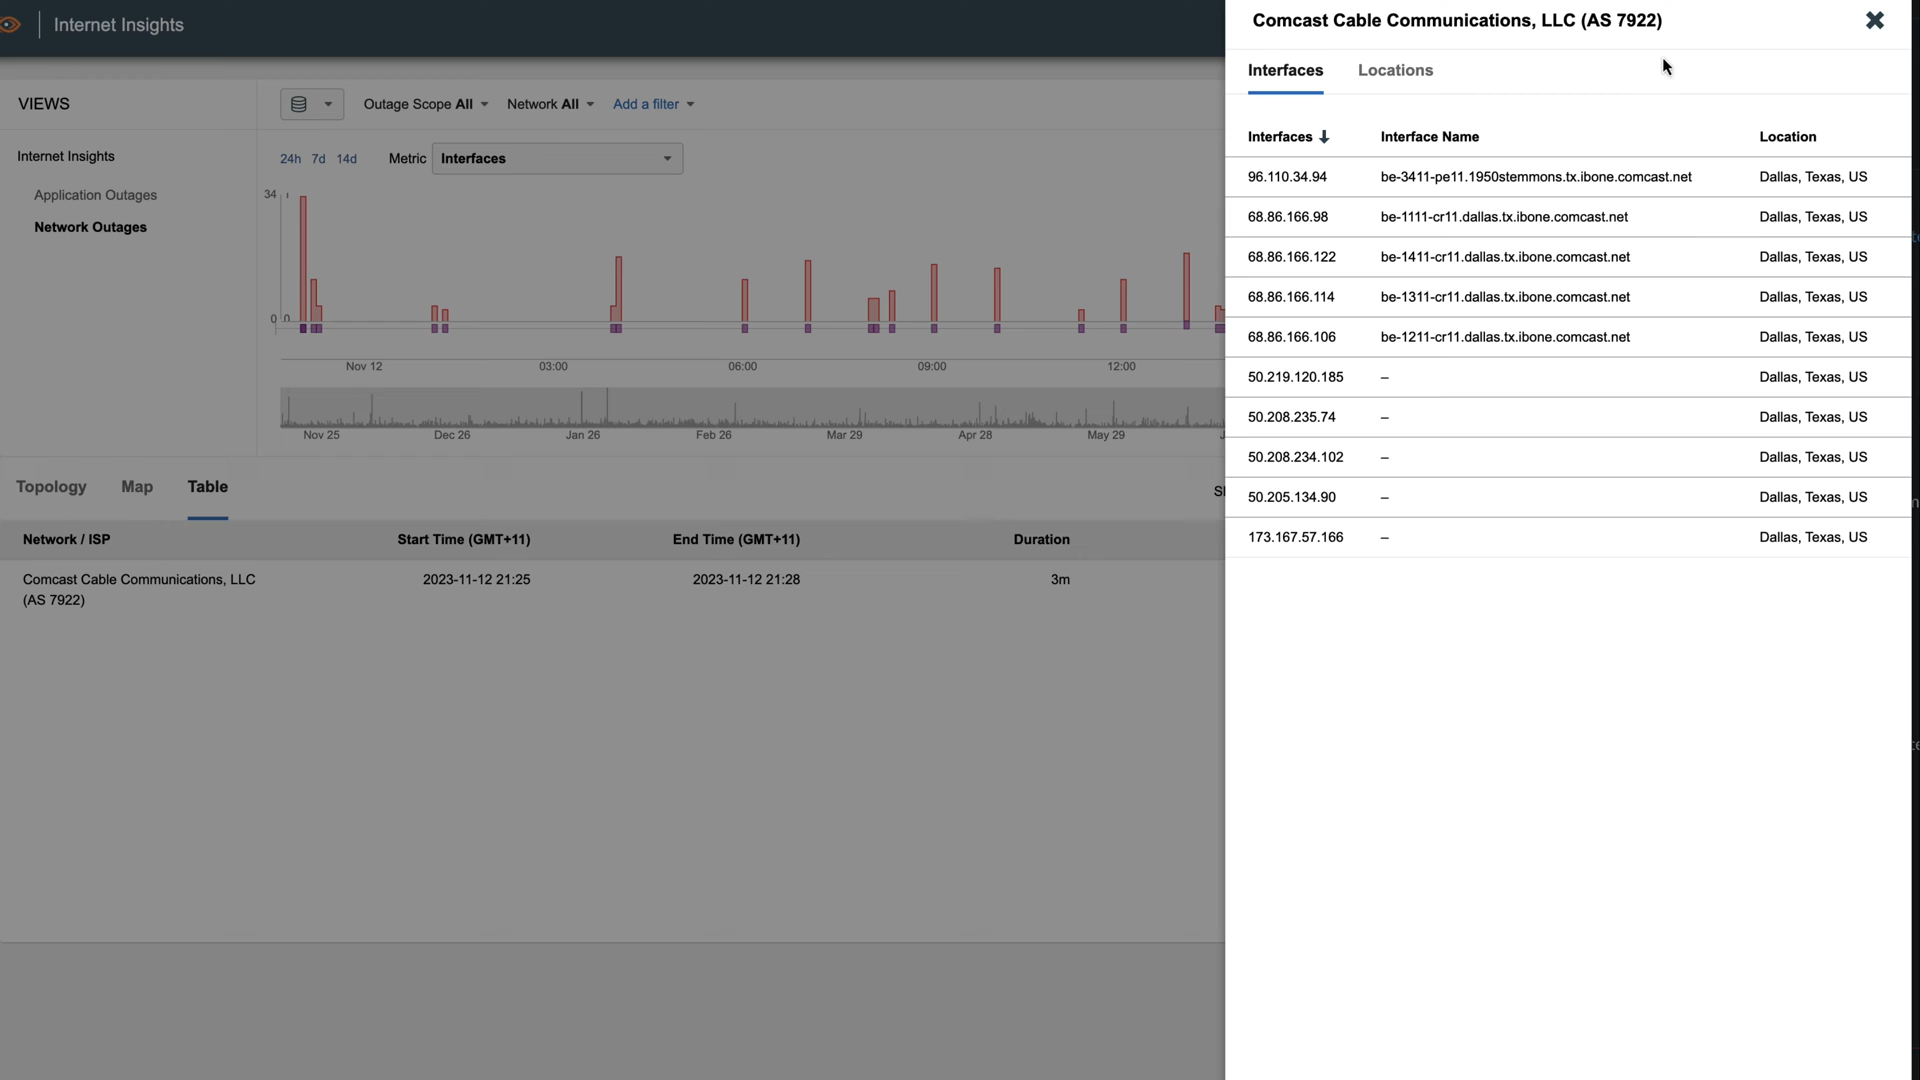 Internet Insights
Comcast Cable Communications, LLC (AS 7922)
Interfaces Locations
VIEWS
Internet Insights
Application Outages
Network Outages
Outage Scope All Network All Add a filter
24h 7d 14d Metric Interfaces
34
0 0
Nov 12 03:00 06:00 09:00 12:00
Nov 25 Dec 26 Jan 26 Feb 26 Mar 29 Apr 28 May 29
Topology Map Table
Network / ISP Start Time (GMT+11) End Time (GMT+11) Duration
Comcast Cable Communications, LLC 2023-11-12 21:25 2023-11-12 21:28 3m
(AS 7922)
Interfaces Interface Name Location
96.110.34.94 be-3411-pe11.1950stemmons.tx.ibone.comcast.net Dallas, Texas, US
68.86.166.98 be-1111-cr11.dallas.tx.ibone.comcast.net Dallas, Texas, US
68.86.166.122 be-1411-cr11.dallas.tx.ibone.comcast.net Dallas, Texas, US
68.86.166.114 be-1311-cr11.dallas.tx.ibone.comcast.net Dallas, Texas, US
68.86.166.106 be-1211-cr11.dallas.tx.ibone.comcast.net Dallas, Texas, US
50.219.120.185 – Dallas, Texas, US
50.208.235.74 – Dallas, Texas, US
50.208.234.102 – Dallas, Texas, US
50.205.134.90 – Dallas, Texas, US
173.167.57.166 – Dallas, Texas, US